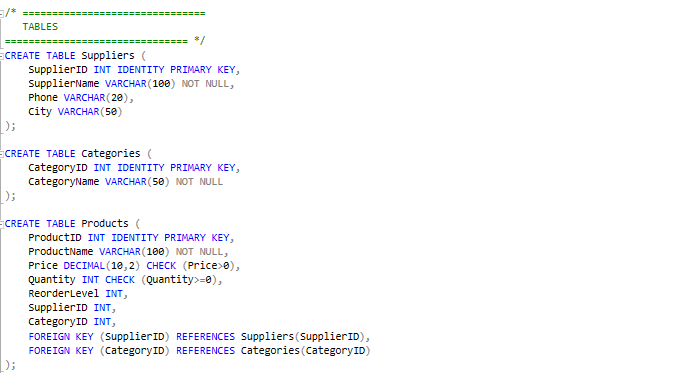 /* ===============================
TABLES
=============================== */
CREATE TABLE Suppliers (
SupplierID INT IDENTITY PRIMARY KEY,
SupplierName VARCHAR(100) NOT NULL,
Phone VARCHAR(20),
City VARCHAR(50)
);
CREATE TABLE Categories (
CategoryID INT IDENTITY PRIMARY KEY,
CategoryName VARCHAR(50) NOT NULL
);
CREATE TABLE Products (
ProductID INT IDENTITY PRIMARY KEY,
ProductName VARCHAR(100) NOT NULL,
Price DECIMAL(10,2) CHECK (Price>0),
Quantity INT CHECK (Quantity>=0),
ReorderLevel INT,
SupplierID INT,
CategoryID INT,
FOREIGN KEY (SupplierID) REFERENCES Suppliers(SupplierID),
FOREIGN KEY (CategoryID) REFERENCES Categories(CategoryID)
);